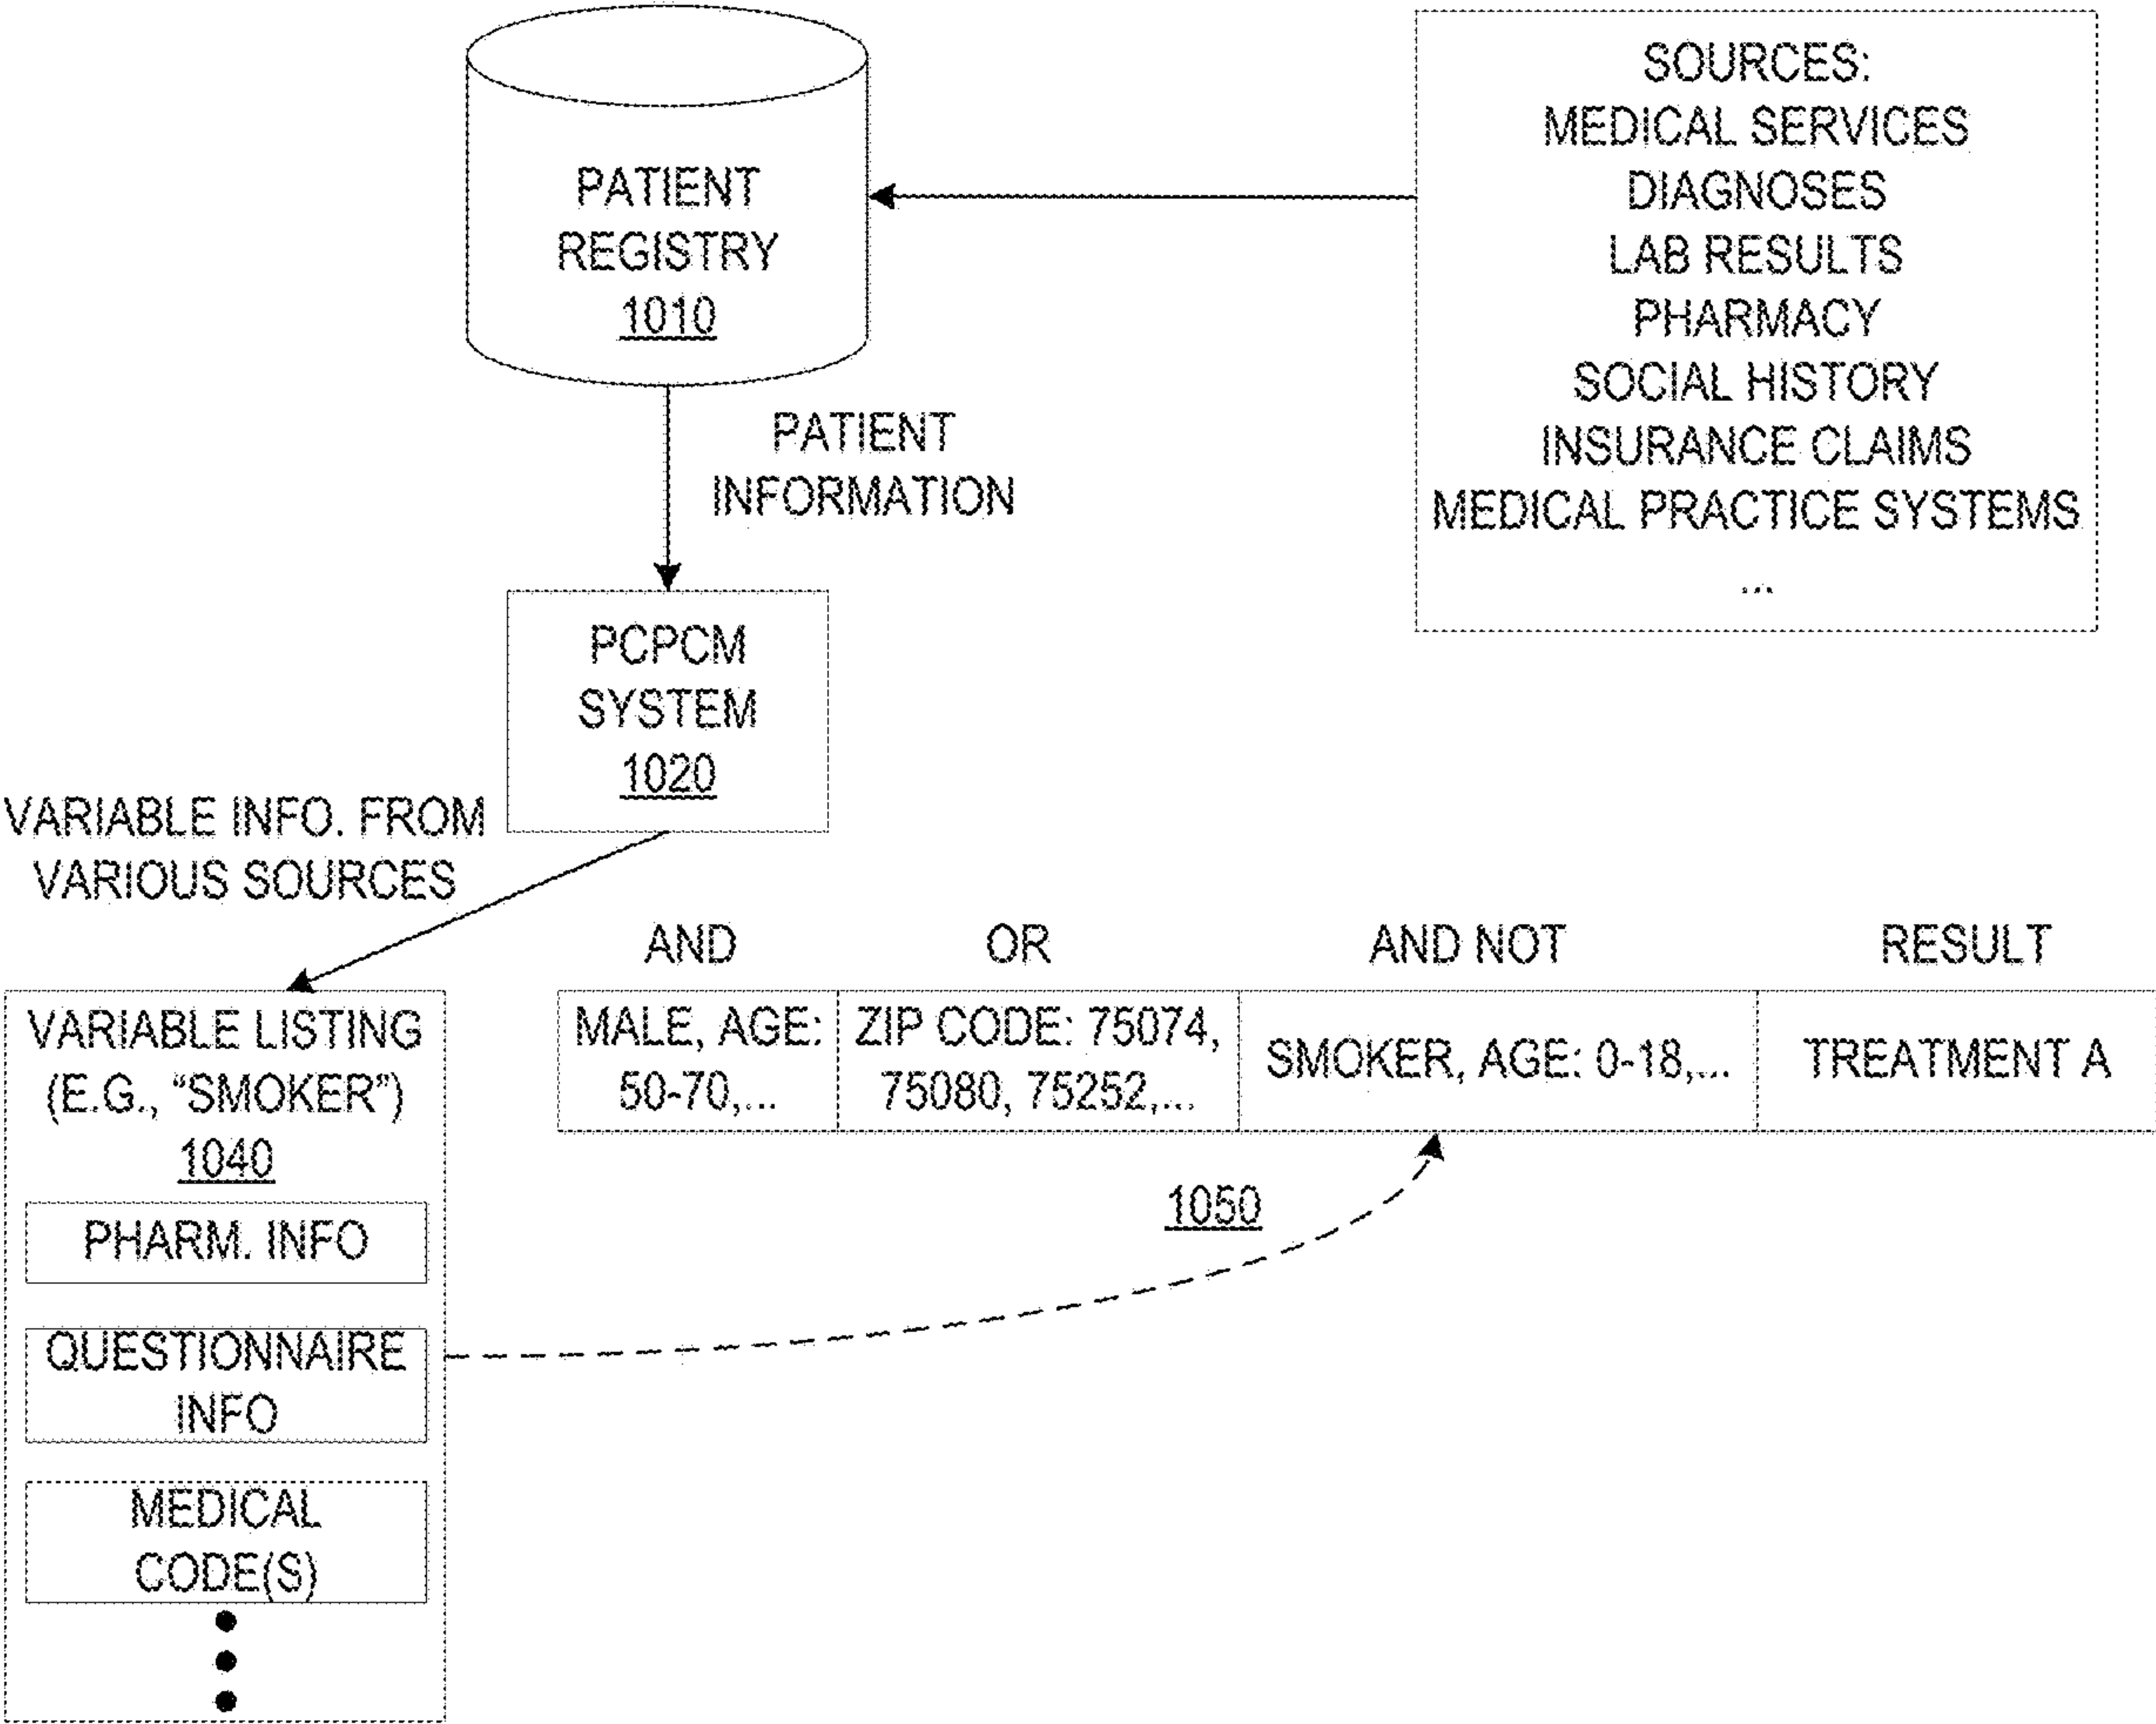 PATIENT
REGISTRY
1010
SOURCES:
MEDICAL SERVICES
DIAGNOSES
LAB RESULTS
PHARMACY
SOCIAL HISTORY
INSURANCE CLAIMS
MEDICAL PRACTICE SYSTEMS
...
PATIENT
INFORMATION
PCPCM
SYSTEM
1020
VARIABLE INFO. FROM
VARIOUS SOURCES
VARIABLE LISTING
(E.G., “SMOKER”)
1040
PHARM. INFO
QUESTIONNAIRE
INFO
MEDICAL
CODE(S)
AND
OR
AND NOT
RESULT
MALE, AGE:
50-70,...
ZIP CODE: 75074,
75080, 75252,...
SMOKER, AGE: 0-18,...
TREATMENT A
1050